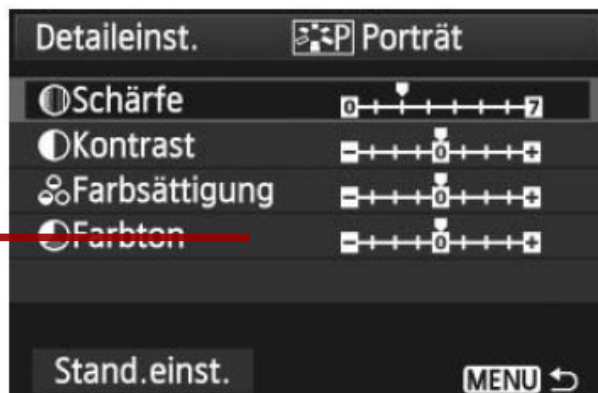 Detaileinst. P Porträt
Schärfe 0 7
Kontrast - 0 +
Farbsättigung - 0 +
Farbton - 0 +
Stand.einst. MENU